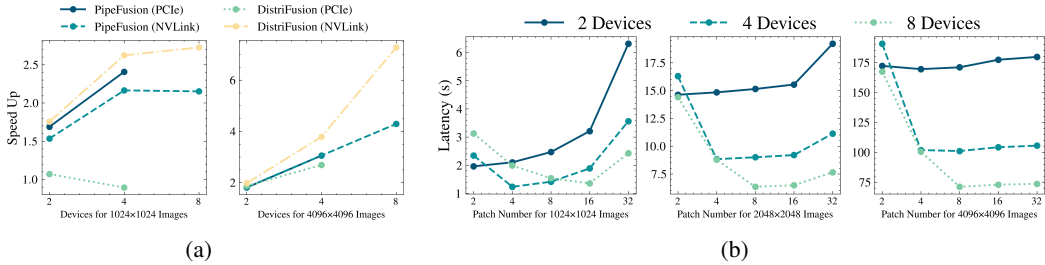 PipeFusion (PCIe) DistriFusion (PCIe)
PipeFusion (NVLink) DistriFusion (NVLink)
Speed Up
2.5
2.0
1.5
1.0
2 4 8
Devices for 1024×1024 Images
6
4
2
2 4 8
Devices for 4096×4096 Images
(a)
2 Devices 4 Devices 8 Devices
Latency (s)
6
5
4
3
2
1
2 4 8 16 32
Patch Number for 1024×1024 Images
17.5
15.0
12.5
10.0
7.5
2 4 8 16 32
Patch Number for 2048×2048 Images
175
150
125
100
75
2 4 8 16 32
Patch Number for 4096×4096 Images
(b)